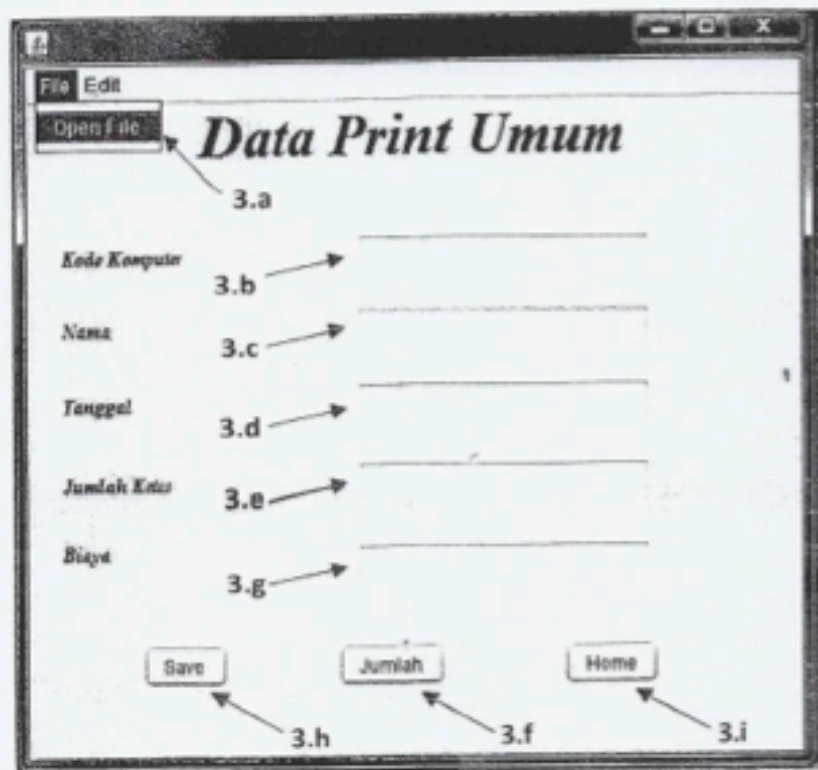 File Edit
Open File
Data Print Umum
3.a
Kode Komputer
3.b
Nama
3.c
Tanggal
3.d
Jumlah Kertas
3.e
Biaya
3.g
Save
Jumlah
Home
3.h
3.f
3.i